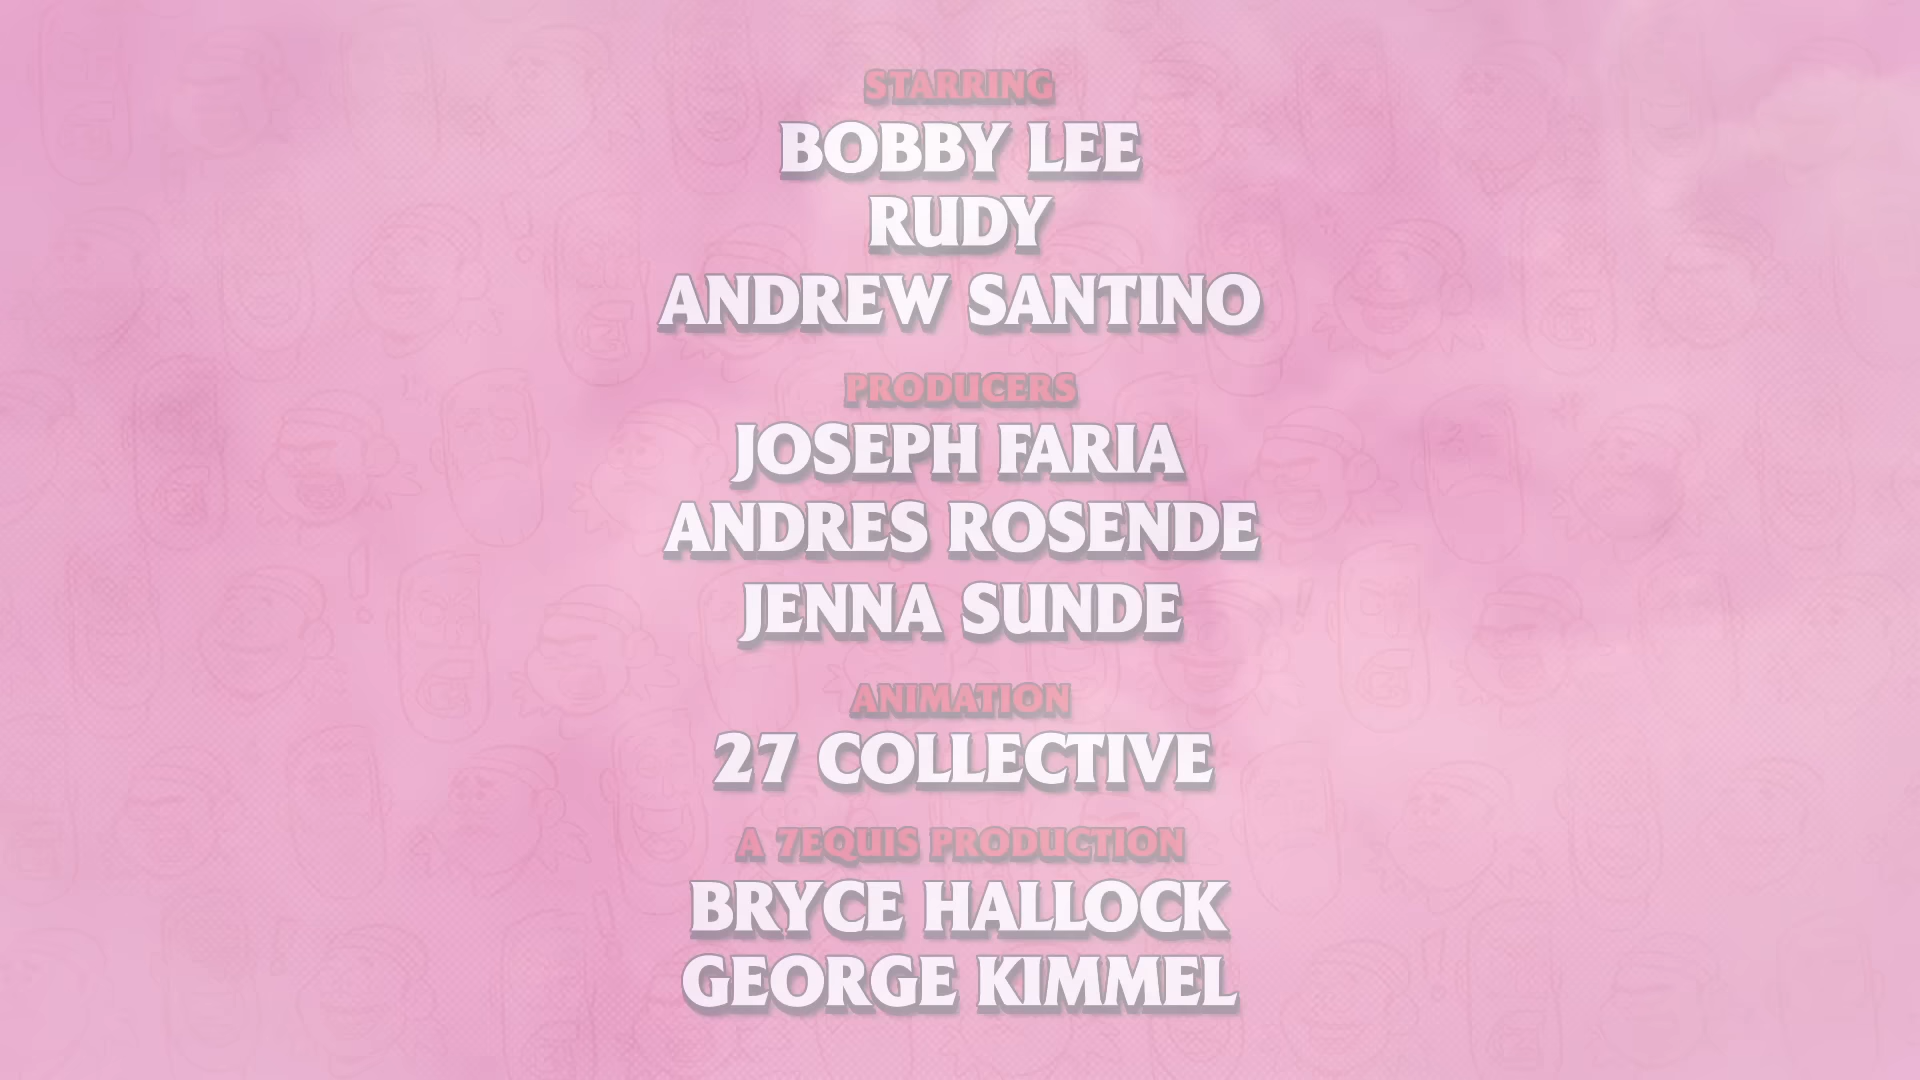 STARRING
BOBBY LEE
RUDY
ANDREW SANTINO
PRODUCERS
JOSEPH FARIA
ANDRES ROSENDE
JENNA SUNDE
ANIMATION
27 COLLECTIVE
A 7EQUIS PRODUCTION
BRYCE HALLOCK
GEORGE KIMMEL